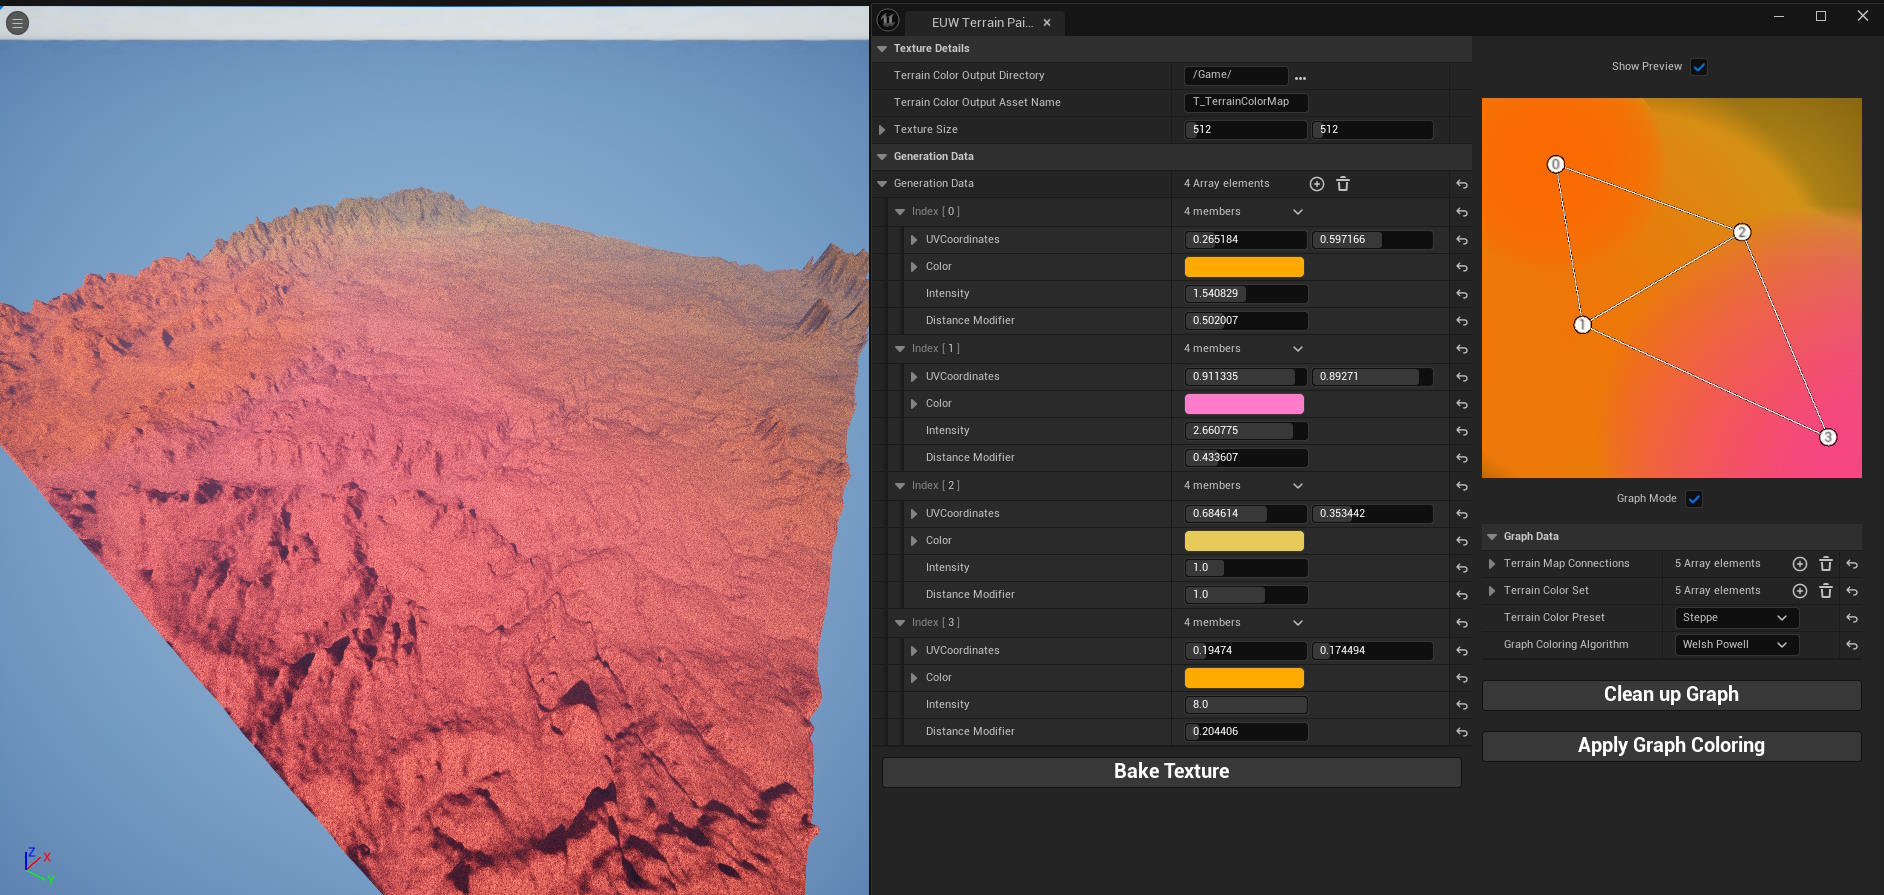 EUW Terrain Pai...
Texture Details
Terrain Color Output Directory /Game/ ...
Terrain Color Output Asset Name T_TerrainColorMap
Texture Size 512 512
Generation Data
Generation Data 4 Array elements
Index [ 0 ] 4 members
UVCoordinates 0.265184 0.597166
Color
Intensity 1.540829
Distance Modifier 0.502007
Index [ 1 ] 4 members
UVCoordinates 0.911335 0.89271
Color
Intensity 2.660775
Distance Modifier 0.433607
Index [ 2 ] 4 members
UVCoordinates 0.684614 0.353442
Color
Intensity 1.0
Distance Modifier 1.0
Index [ 3 ] 4 members
UVCoordinates 0.19474 0.174494
Color
Intensity 8.0
Distance Modifier 0.204406
Bake Texture
Show Preview
0
2
1
3
Graph Mode
Graph Data
Terrain Map Connections 5 Array elements
Terrain Color Set 5 Array elements
Terrain Color Preset Steppe
Graph Coloring Algorithm Welsh Powell
Clean up Graph
Apply Graph Coloring
Z
X
Y